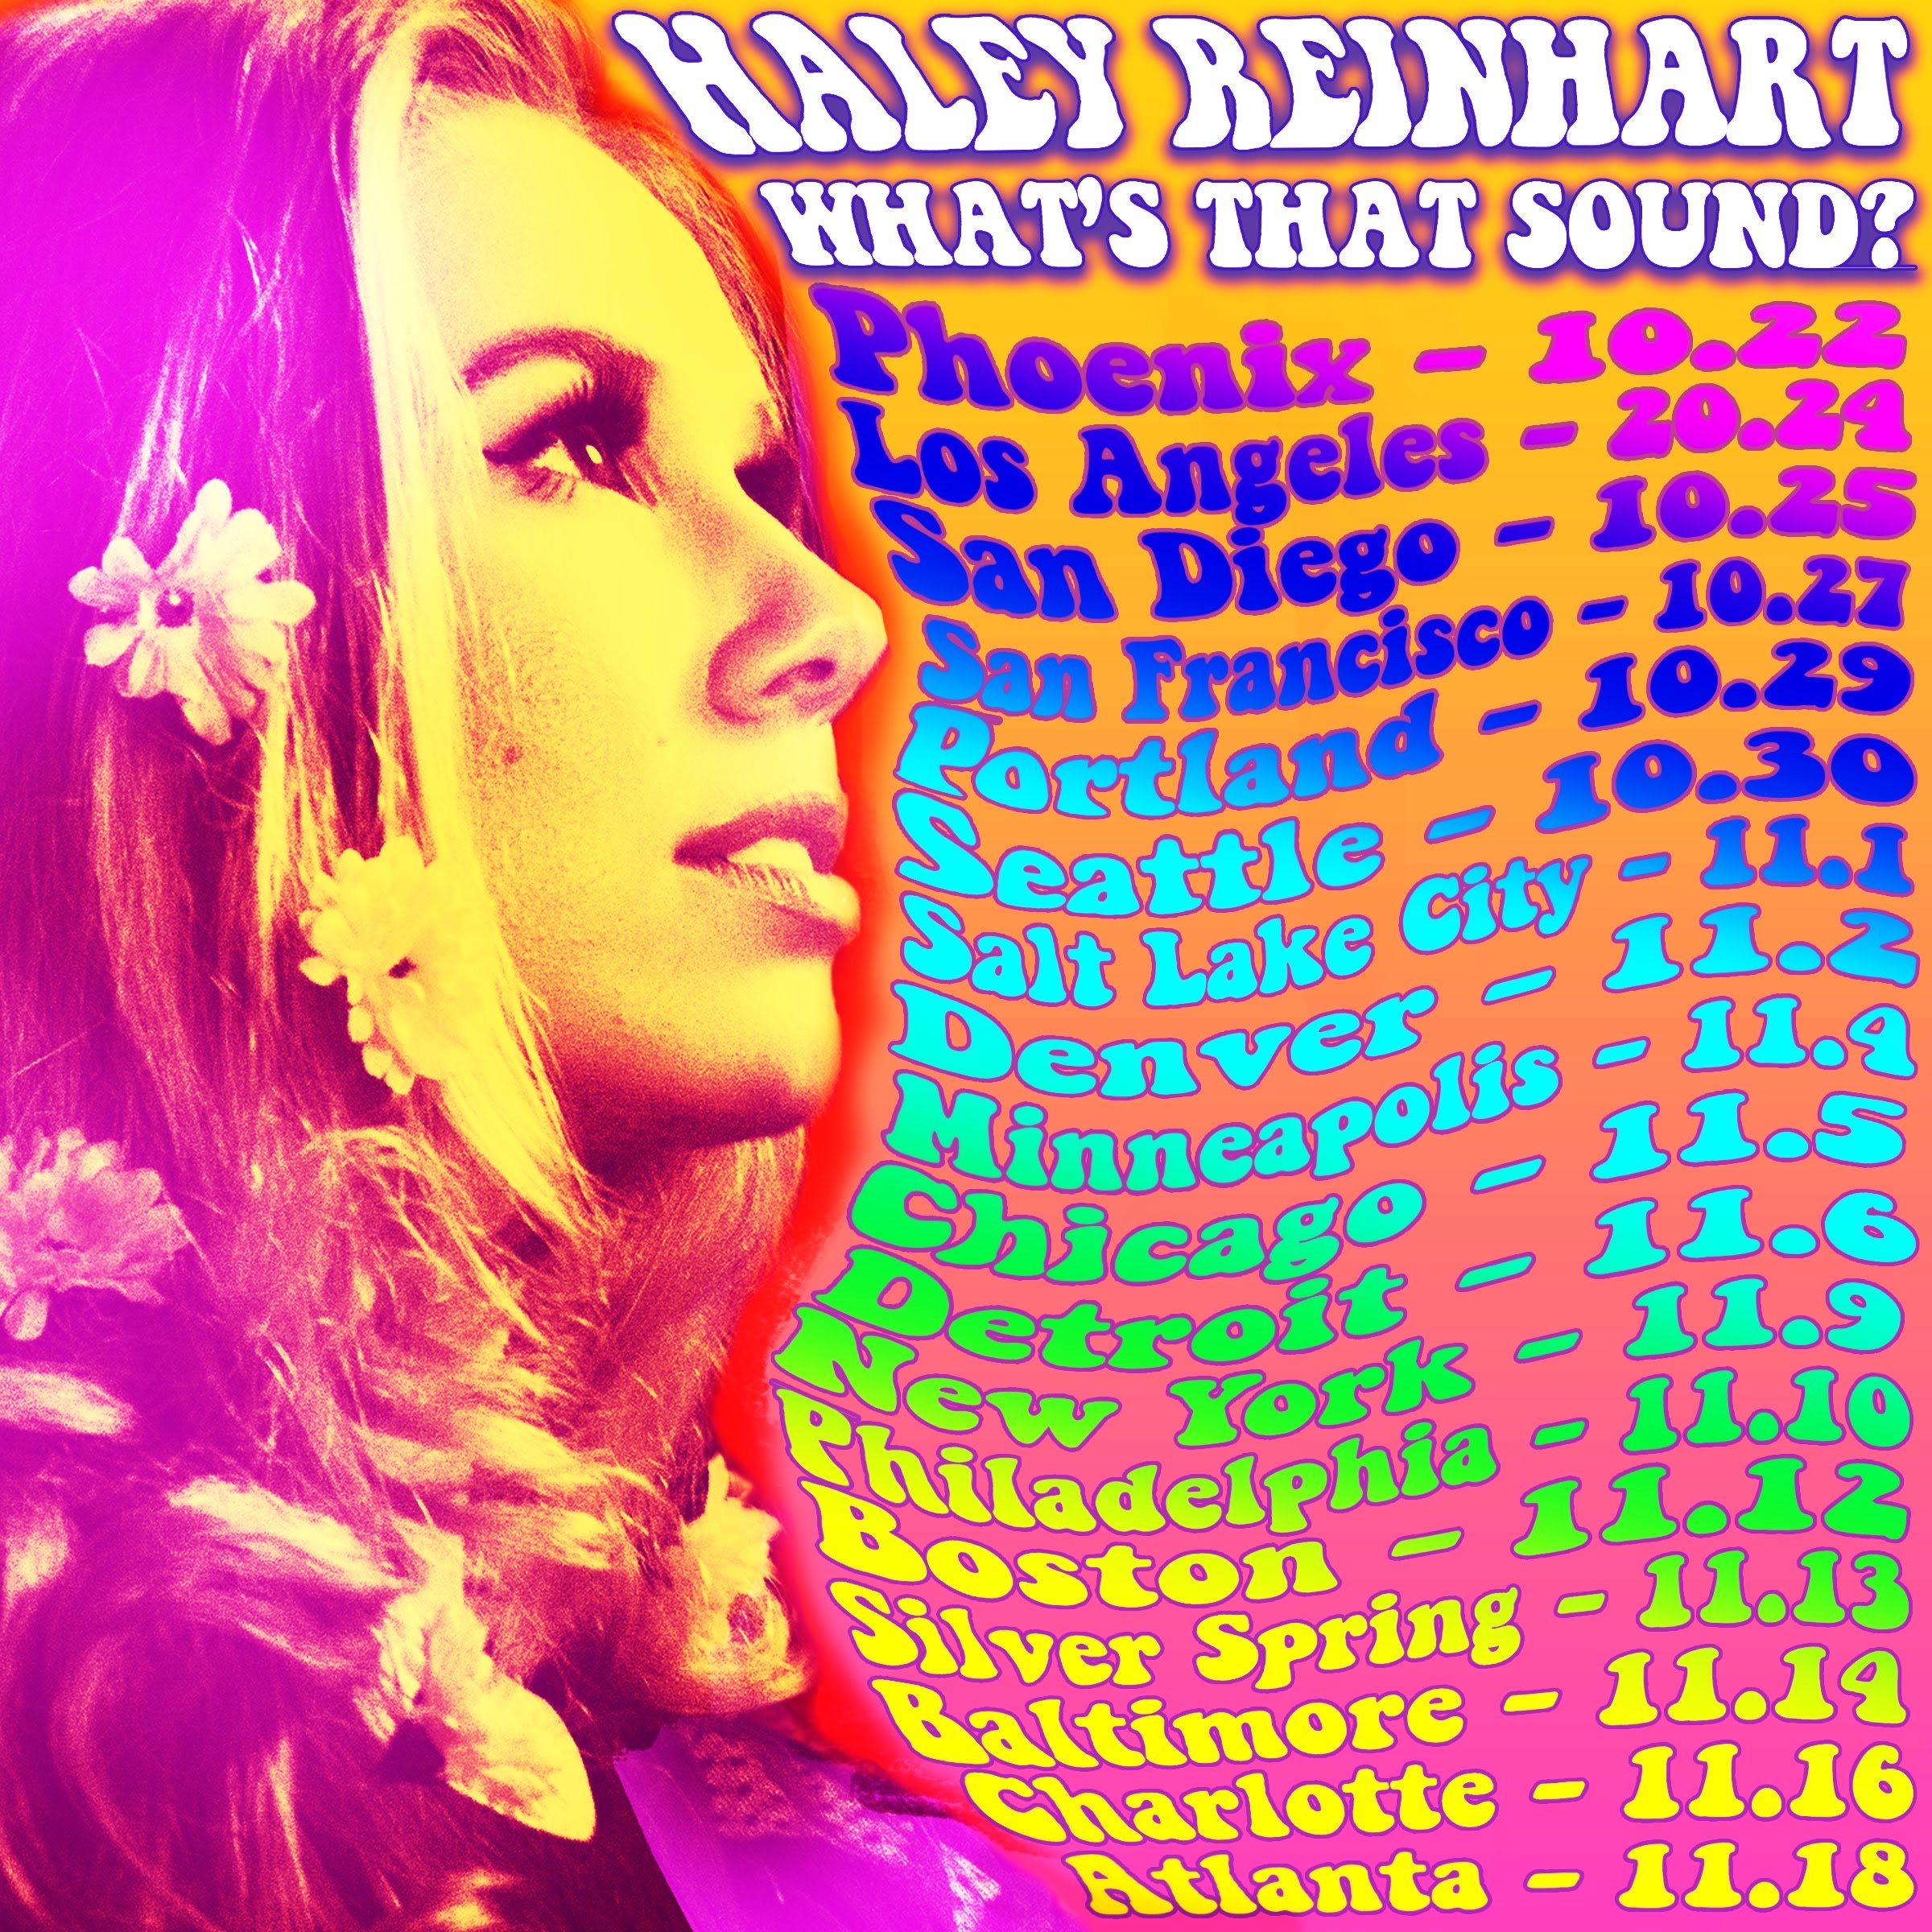 HALEY REINHART
WHAT'S THAT SOUND?
Phoenix - 10.22
Los Angeles - 20.24
San Diego - 10.25
San Francisco - 10.27
Portland - 10.29
Seattle - 10.30
Salt Lake City - 11.1
Denver - 11.2
Minneapolis - 11.4
Chicago - 11.5
Detroit - 11.6
New York - 11.9
Philadelphia - 11.10
Boston - 11.12
Silver Spring - 11.13
Baltimore - 11.14
Charlotte - 11.16
Atlanta - 11.18